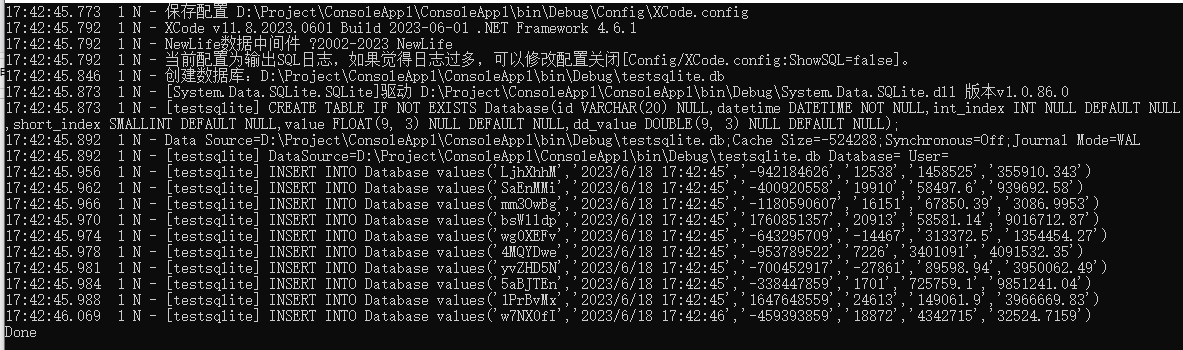 17:42:45.773  1 N - 保存配置 D:\Project\ConsoleApp1\ConsoleApp1\bin\Debug\Config\XCode.config
17:42:45.792  1 N - XCode v11.8.2023.0601 Build 2023-06-01 .NET Framework 4.6.1
17:42:45.792  1 N - NewLife数据中间件 ?2002-2023 NewLife
17:42:45.792  1 N - 当前配置为输出SQL日志，如果觉得日志过多，可以修改配置关闭[Config/XCode.config:ShowSQL=false]。
17:42:45.846  1 N - 创建数据库：D:\Project\ConsoleApp1\ConsoleApp1\bin\Debug\testsqlite.db
17:42:45.873  1 N - [System.Data.SQLite.SQLite]驱动 D:\Project\ConsoleApp1\ConsoleApp1\bin\Debug\System.Data.SQLite.dll 版本v1.0.86.0
17:42:45.873  1 N - [testsqlite] CREATE TABLE IF NOT EXISTS Database(id VARCHAR(20) NULL,datetime DATETIME NOT NULL,int_index INT NULL DEFAULT NULL
,short_index SMALLINT DEFAULT NULL,value FLOAT(9, 3) NULL DEFAULT NULL,dd_value DOUBLE(9, 3) NULL DEFAULT NULL);
17:42:45.892  1 N - Data Source=D:\Project\ConsoleApp1\ConsoleApp1\bin\Debug\testsqlite.db;Cache Size=-524288;Synchronous=Off;Journal Mode=WAL
17:42:45.892  1 N - [testsqlite] DataSource=D:\Project\ConsoleApp1\ConsoleApp1\bin\Debug\testsqlite.db Database= User=
17:42:45.956  1 N - [testsqlite] INSERT INTO Database values('LjhXhhM','2023/6/18 17:42:45','-942184626','12538','1458525','355910.343')
17:42:45.962  1 N - [testsqlite] INSERT INTO Database values('SaEnMMi','2023/6/18 17:42:45','-400920558','19910','58497.6','939692.58')
17:42:45.966  1 N - [testsqlite] INSERT INTO Database values('mm3OwBg','2023/6/18 17:42:45','-1180590607','16151','67850.39','3086.9953')
17:42:45.970  1 N - [testsqlite] INSERT INTO Database values('bsW11dp','2023/6/18 17:42:45','1760851357','20913','58581.14','9016712.87')
17:42:45.974  1 N - [testsqlite] INSERT INTO Database values('wg0XEFv','2023/6/18 17:42:45','-643295709','-14467','313372.5','1354454.27')
17:42:45.978  1 N - [testsqlite] INSERT INTO Database values('4MQYDwe','2023/6/18 17:42:45','-953789522','7226','3401091','4091532.35')
17:42:45.981  1 N - [testsqlite] INSERT INTO Database values('yvZHD5N','2023/6/18 17:42:45','-700452917','-27861','89598.94','3950062.49')
17:42:45.984  1 N - [testsqlite] INSERT INTO Database values('5aBJTEn','2023/6/18 17:42:45','-338447859','1701','725759.1','9851241.04')
17:42:45.988  1 N - [testsqlite] INSERT INTO Database values('1PrBvMx','2023/6/18 17:42:45','1647648559','24613','149061.9','3966669.83')
17:42:46.069  1 N - [testsqlite] INSERT INTO Database values('w7NX0fI','2023/6/18 17:42:46','-459393859','18872','4342715','32524.7159')
Done